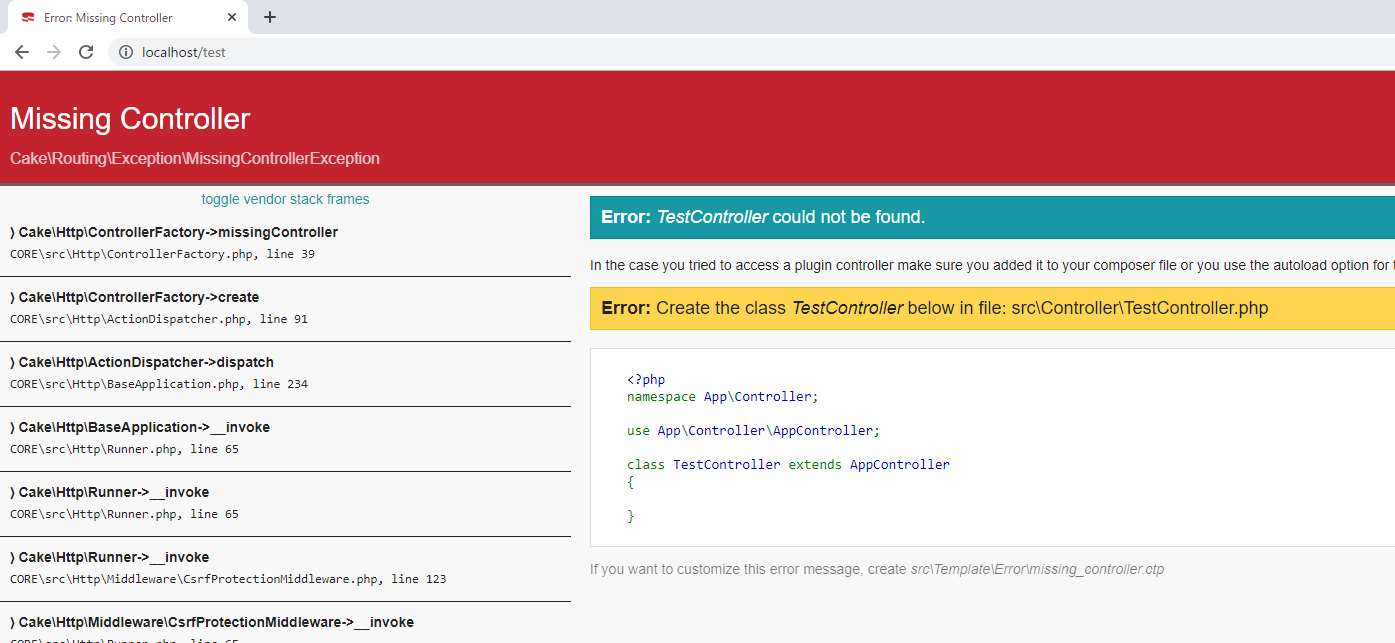 Error: Missing Controller
localhost/test
Missing Controller
Cake\Routing\Exception\MissingControllerException
toggle vendor stack frames
⟩ Cake\Http\ControllerFactory->missingController
CORE\src\Http\ControllerFactory.php, line 39
⟩ Cake\Http\ControllerFactory->create
CORE\src\Http\ActionDispatcher.php, line 91
⟩ Cake\Http\ActionDispatcher->dispatch
CORE\src\Http\BaseApplication.php, line 234
⟩ Cake\Http\BaseApplication->__invoke
CORE\src\Http\Runner.php, line 65
⟩ Cake\Http\Runner->__invoke
CORE\src\Http\Runner.php, line 65
⟩ Cake\Http\Runner->__invoke
CORE\src\Http\Middleware\CsrfProtectionMiddleware.php, line 123
⟩ Cake\Http\Middleware\CsrfProtectionMiddleware->__invoke
CORE\src\Http\Runner.php, line 65
Error: TestController could not be found.
In the case you tried to access a plugin controller make sure you added it to your composer file or you use the autoload option for
Error: Create the class TestController below in file: src\Controller\TestController.php
<?php
namespace App\Controller;
use App\Controller\AppController;
class TestController extends AppController
{
}
If you want to customize this error message, create src\Template\Error\missing_controller.ctp